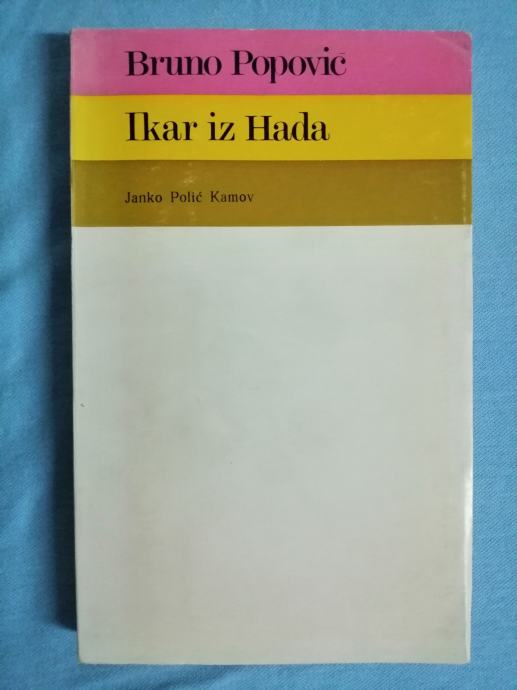 Bruno Popović
Ikar iz Hada
Janko Polić Kamov